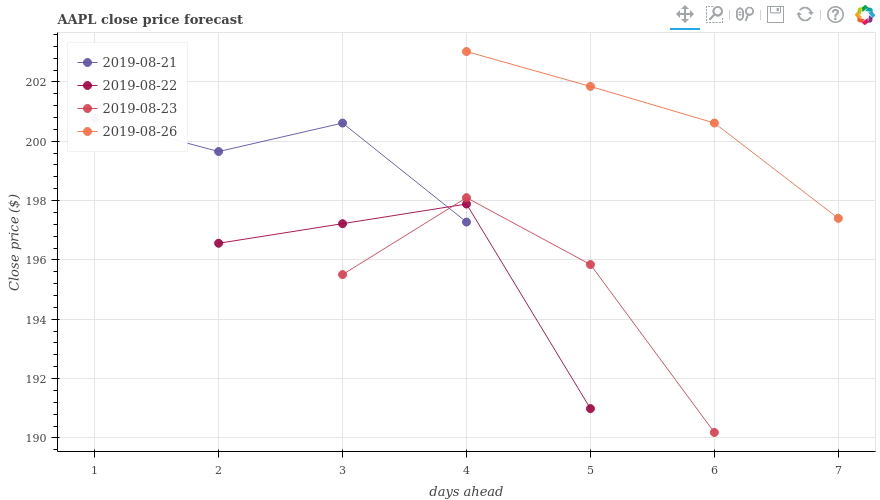 AAPL close price forecast
2019-08-21
2019-08-22
2019-08-23
2019-08-26
Close price ($)
202
200
198
196
194
192
190
1 2 3 4 5 6 7
days ahead